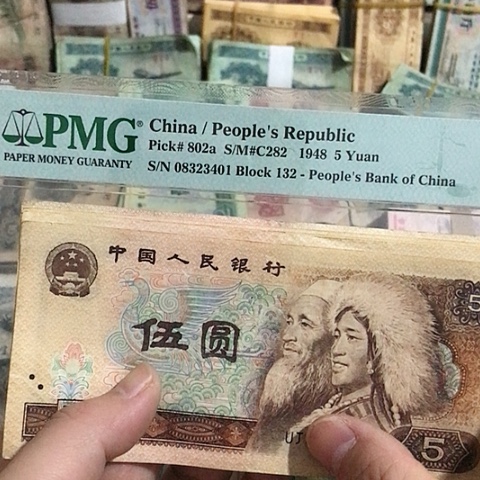 PMG® China / People's Republic
PAPER MONEY GUARANTY
Pick# 802a S/M#C282 1948 5 Yuan
S/N 08323401 Block 132 - People's Bank of China
中国人民银行
伍圆
5
UJ
5